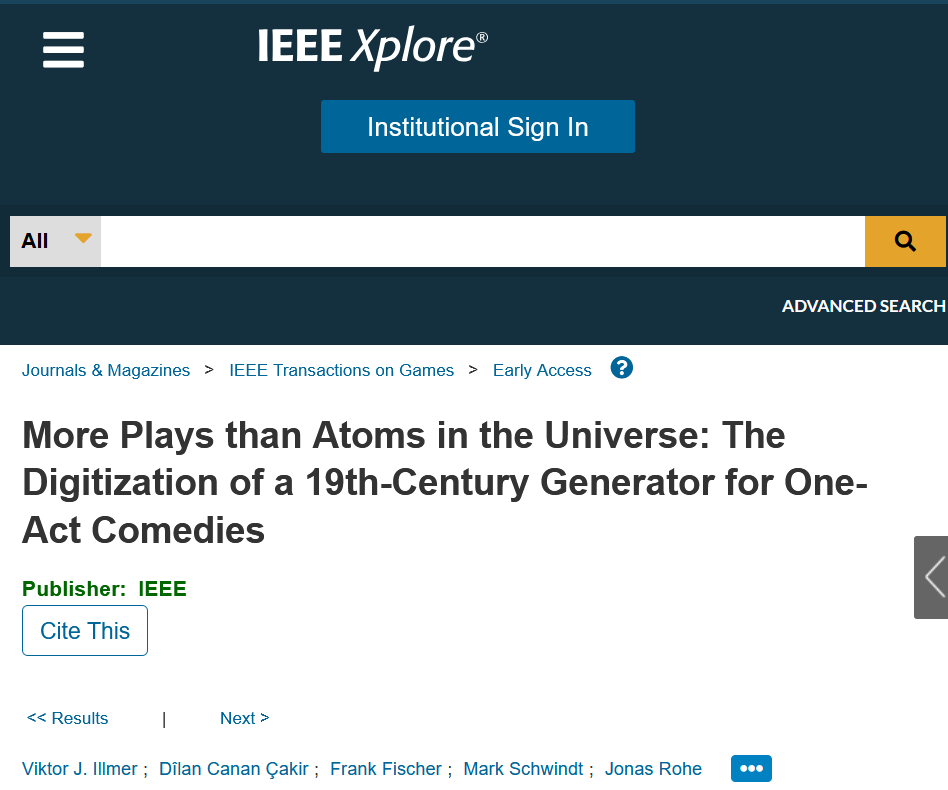 IEEE Xplore®
Institutional Sign In
All
ADVANCED SEARCH
Journals & Magazines > IEEE Transactions on Games > Early Access ?
More Plays than Atoms in the Universe: The
Digitization of a 19th-Century Generator for One-
Act Comedies
Publisher: IEEE
Cite This
<< Results | Next >
Viktor J. Illmer ; Dîlan Canan Çakir ; Frank Fischer ; Mark Schwindt ; Jonas Rohe •••